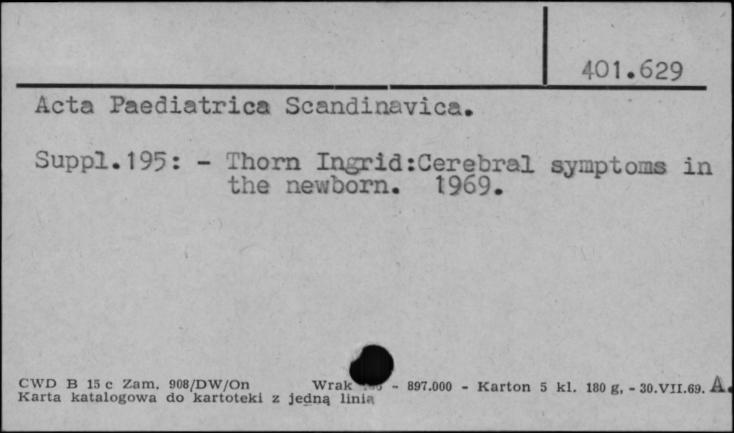 401.629
Acta Paediatrica Scandinavica.
Suppl.195: - Thorn Ingrid:Cerebral symptoms in
the newborn. 1969.
CWD B 15 c Zam. 908/DW/On Wrak - 897.000 - Karton 5 kl. 180 g, - 30.VII.69. A.
Karta katalogowa do kartoteki z jedną linią